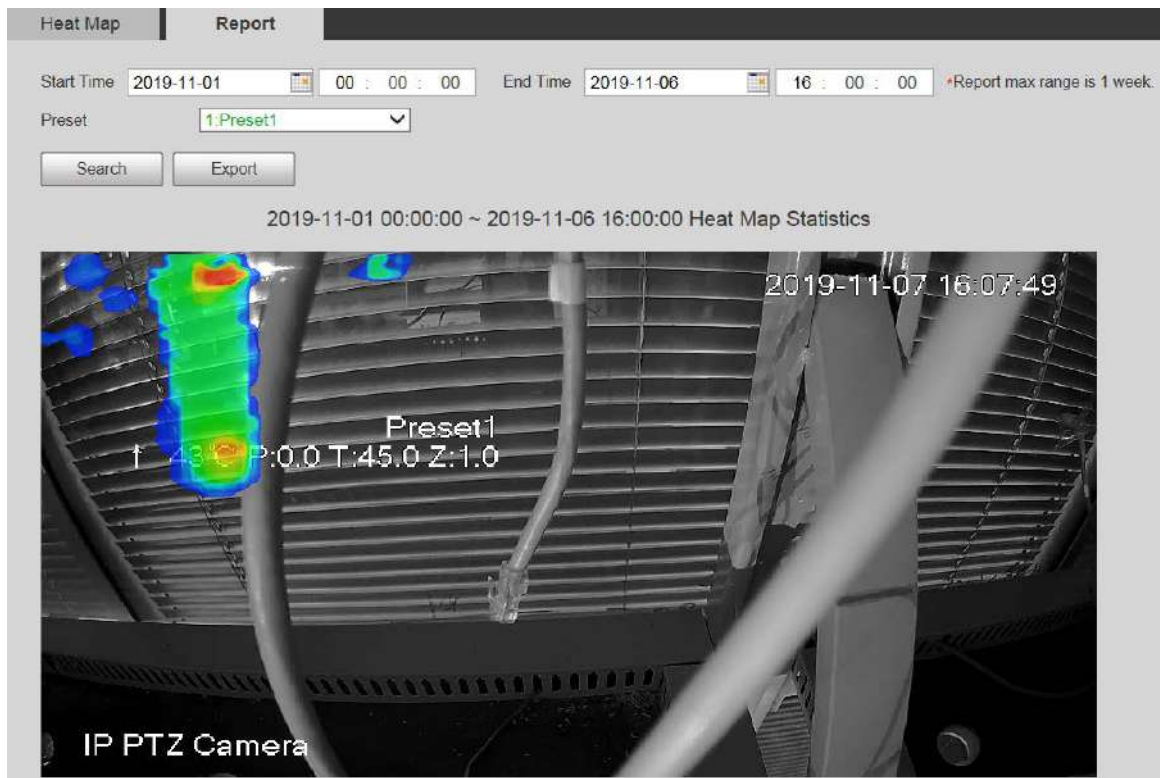 Heat Map Report
Start Time 2019-11-01 00 : 00 : 00 End Time 2019-11-06 16 : 00 : 00 *Report max range is 1 week.
Preset 1:Preset1
Search Export
2019-11-01 00:00:00 ~ 2019-11-06 16:00:00 Heat Map Statistics
2019-11-07 16:07:49
Preset1
43°C P:0.0 T:45.0 Z:1.0
IP PTZ Camera